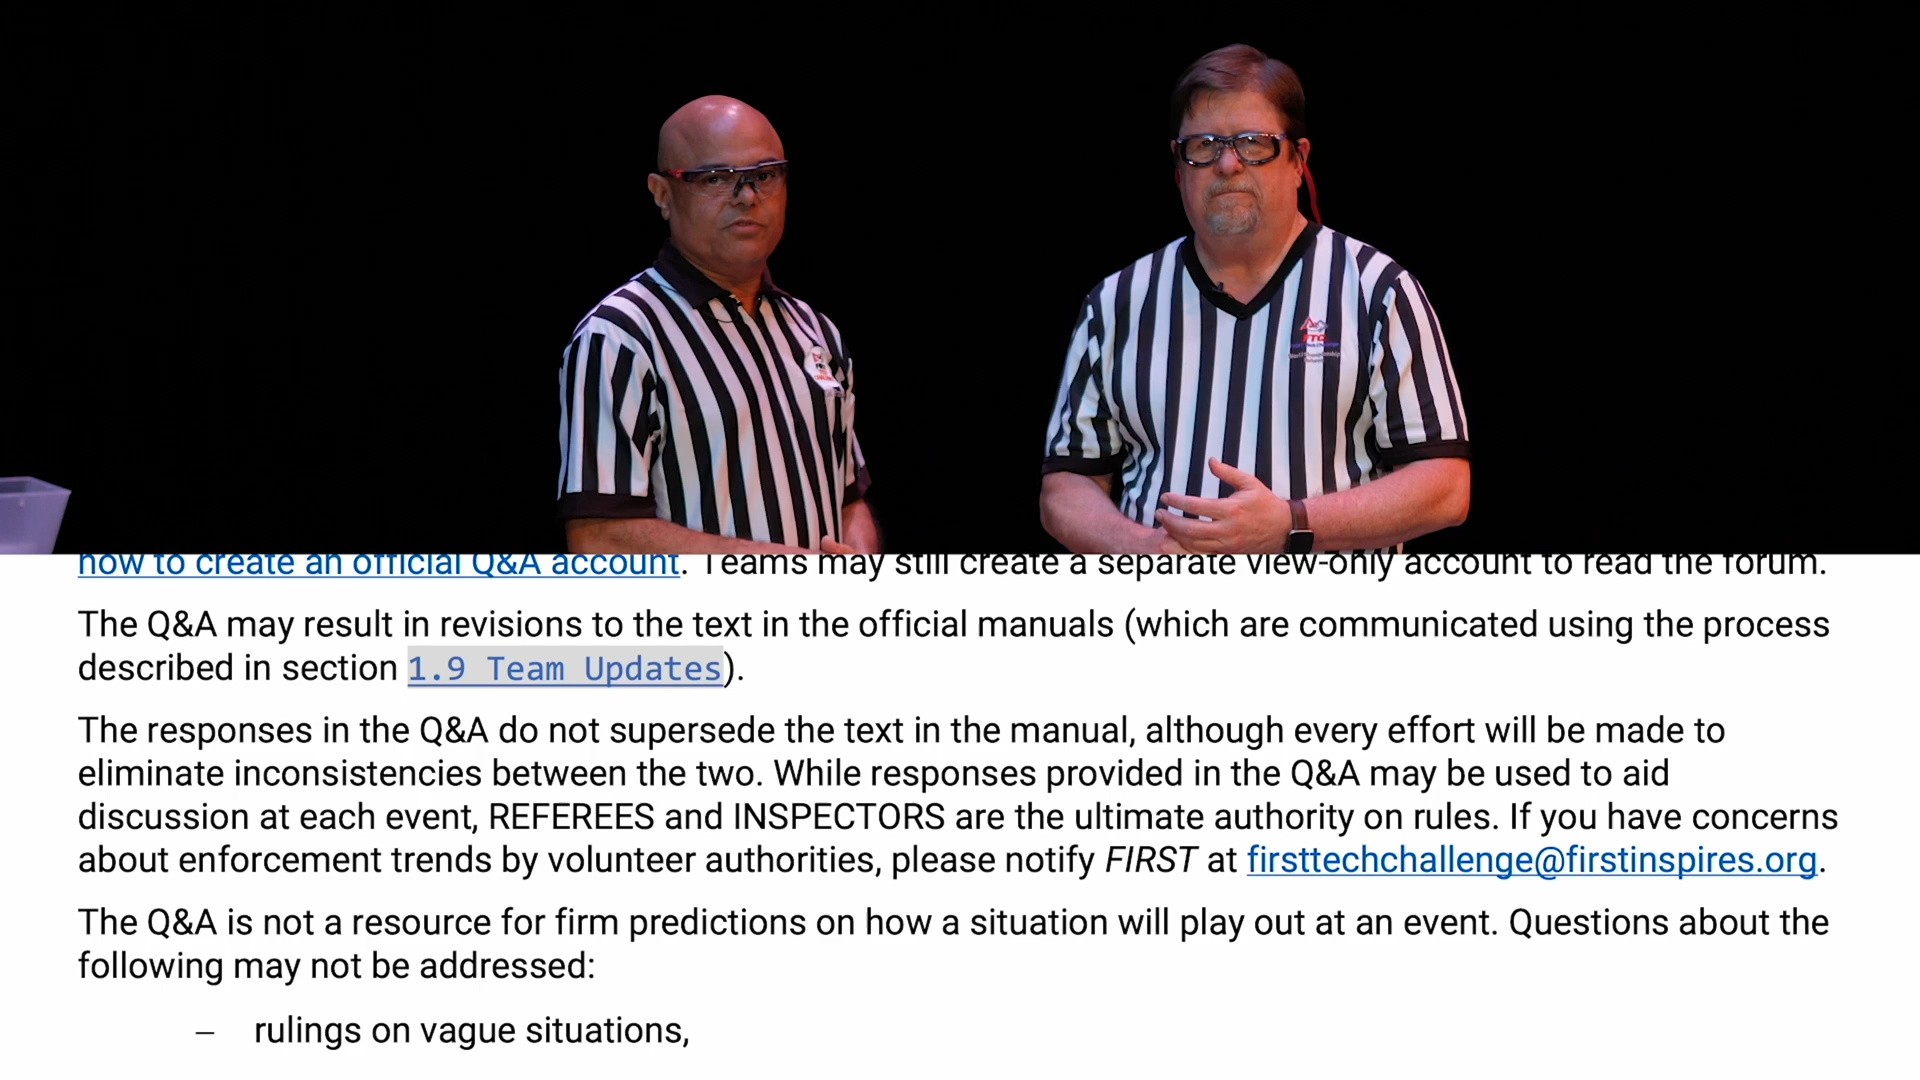 FTC
how to create an official Q&A account. Teams may still create a separate view-only account to read the forum.
The Q&A may result in revisions to the text in the official manuals (which are communicated using the process
described in section 1.9 Team Updates).
The responses in the Q&A do not supersede the text in the manual, although every effort will be made to
eliminate inconsistencies between the two. While responses provided in the Q&A may be used to aid
discussion at each event, REFEREES and INSPECTORS are the ultimate authority on rules. If you have concerns
about enforcement trends by volunteer authorities, please notify FIRST at firsttechchallenge@firstinspires.org.
The Q&A is not a resource for firm predictions on how a situation will play out at an event. Questions about the
following may not be addressed:
– rulings on vague situations,